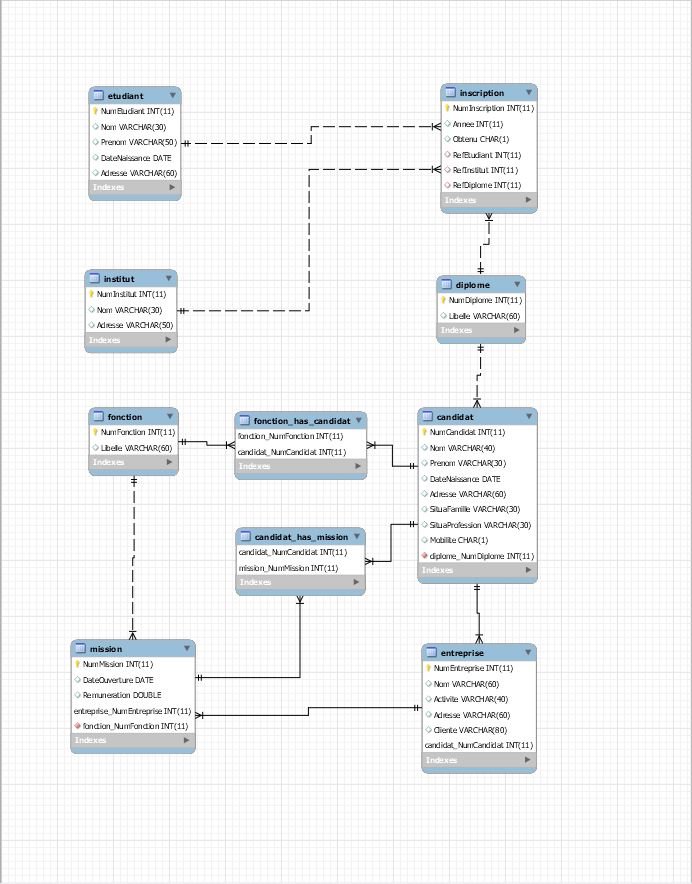 etudiant
NumEtudiant INT(11)
Nom VARCHAR(30)
Prenom VARCHAR(50)
DateNaissance DATE
Adresse VARCHAR(60)
Indexes
inscription
NumInscription INT(11)
Annee INT(11)
Obtenu CHAR(1)
RefEtudiant INT(11)
RefInstitut INT(11)
RefDiplome INT(11)
Indexes
institut
NumInstitut INT(11)
Nom VARCHAR(30)
Adresse VARCHAR(50)
Indexes
diplome
NumDiplome INT(11)
Libelle VARCHAR(60)
Indexes
fonction
NumFonction INT(11)
Libelle VARCHAR(60)
Indexes
fonction_has_candidat
fonction_NumFonction INT(11)
candidat_NumCandidat INT(11)
Indexes
candidat
NumCandidat INT(11)
Nom VARCHAR(40)
Prenom VARCHAR(30)
DateNaissance DATE
Adresse VARCHAR(60)
SituaFamille VARCHAR(30)
SituaProfession VARCHAR(30)
Mobilite CHAR(1)
diplome_NumDiplome INT(11)
Indexes
candidat_has_mission
candidat_NumCandidat INT(11)
mission_NumMission INT(11)
Indexes
mission
NumMission INT(11)
DateOuverture DATE
Remuneration DOUBLE
entreprise_NumEntreprise INT(11)
fonction_NumFonction INT(11)
Indexes
entreprise
NumEntreprise INT(11)
Nom VARCHAR(60)
Activite VARCHAR(40)
Adresse VARCHAR(60)
Cliente VARCHAR(80)
candidat_NumCandidat INT(11)
Indexes